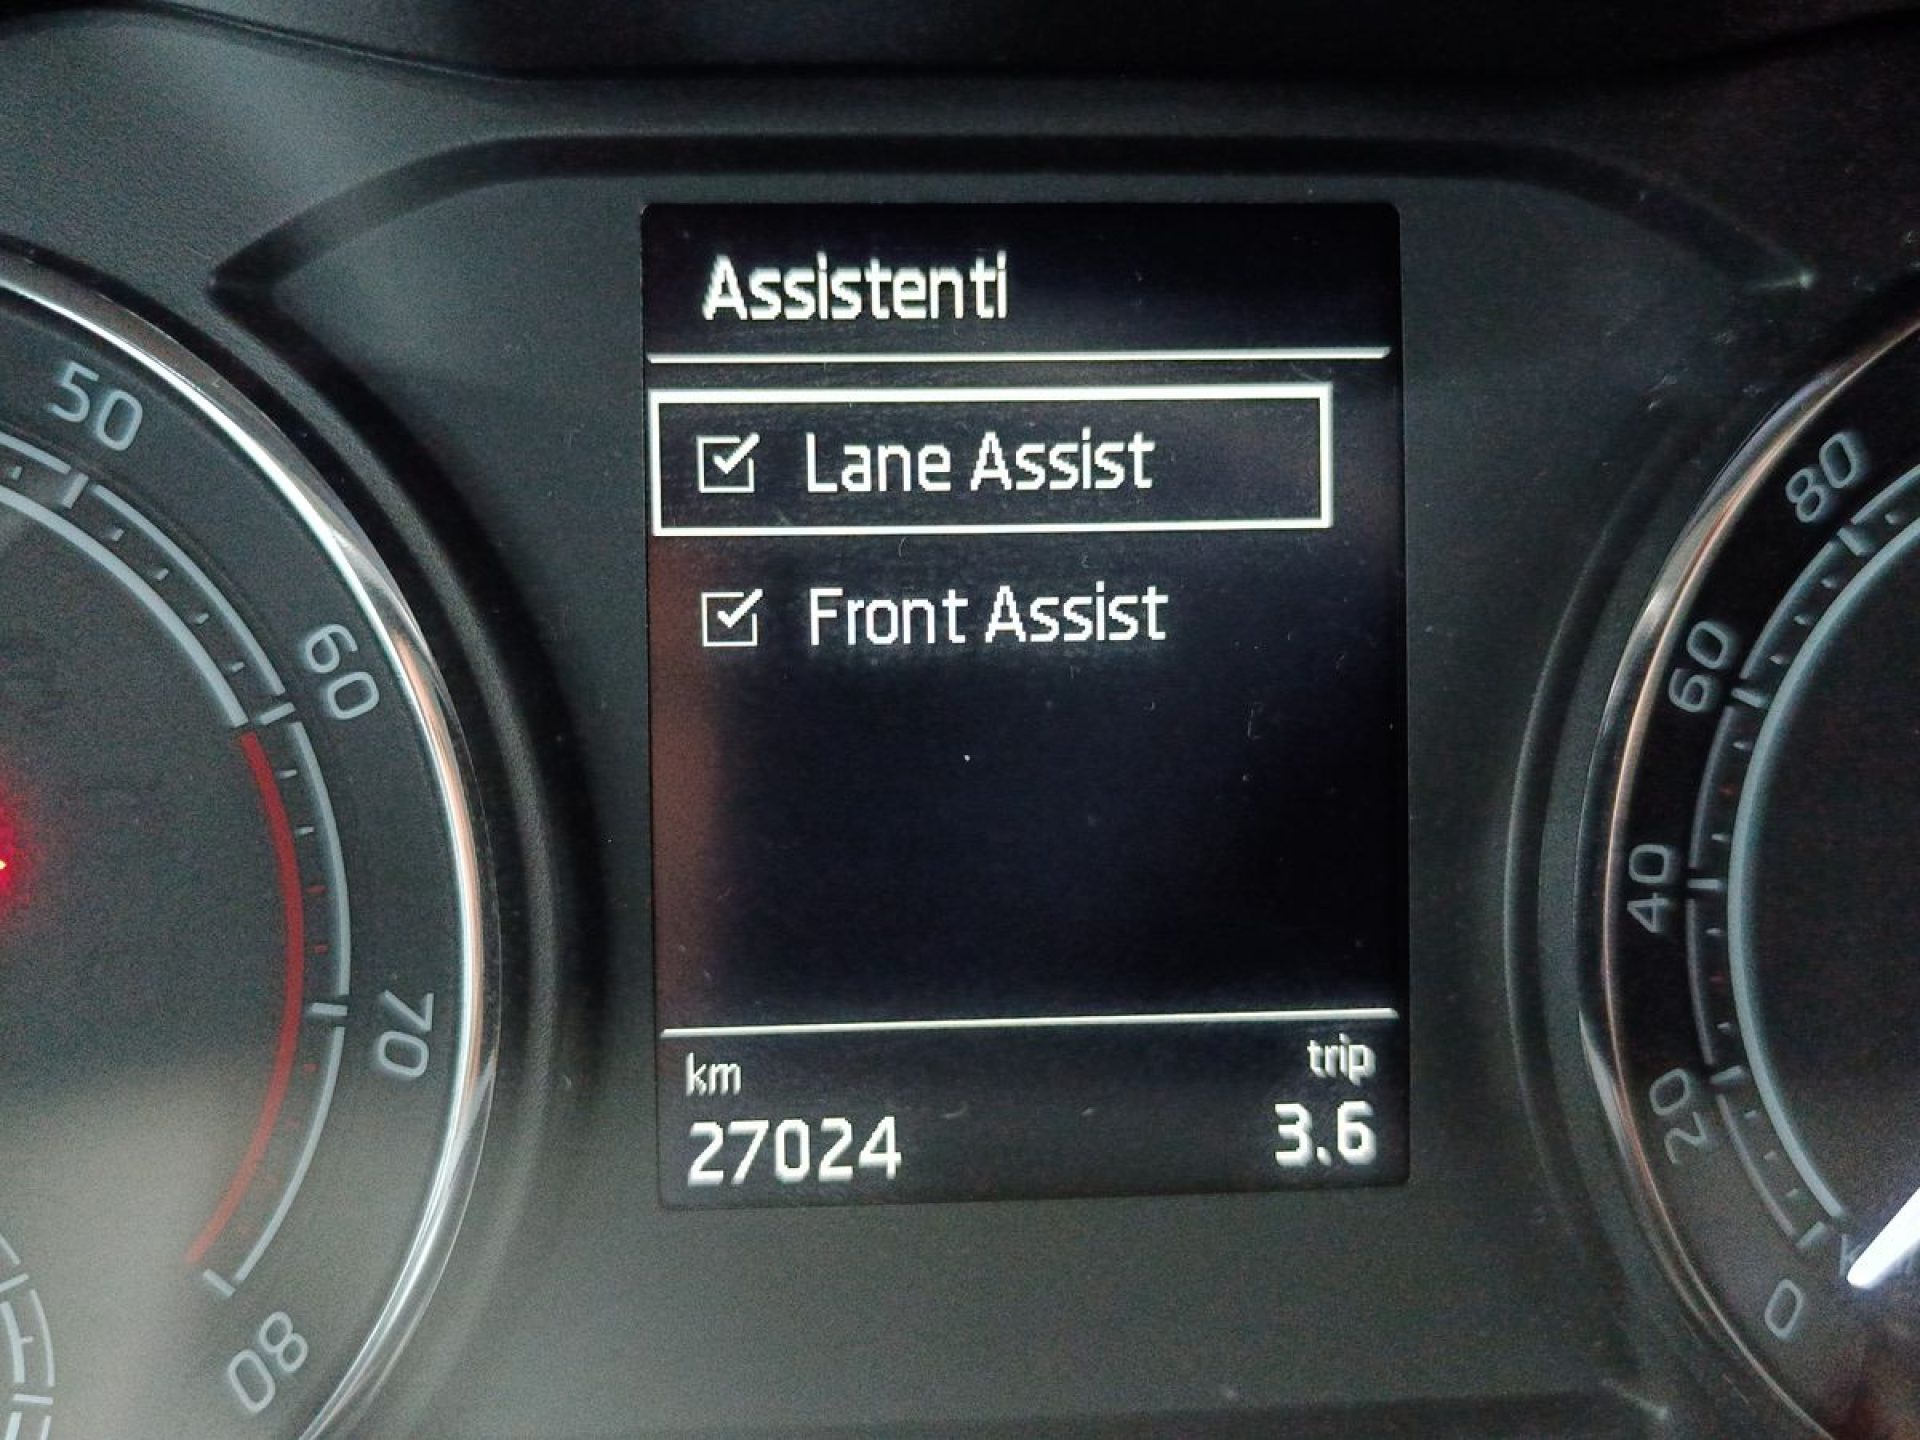 Assistenti
Lane Assist
Front Assist
km
trip
27024
3.6
50
60
70
80
80
60
40
20
0